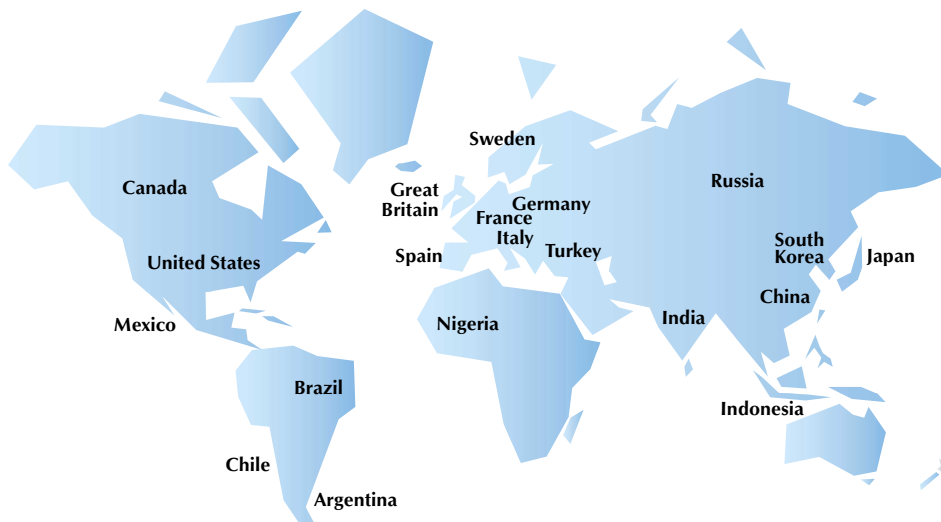 Sweden
Canada
Great
Britain
Russia
Germany
France
Italy
Spain
Turkey
South
Korea
Japan
United States
China
Mexico
Nigeria
India
Brazil
Indonesia
Chile
Argentina